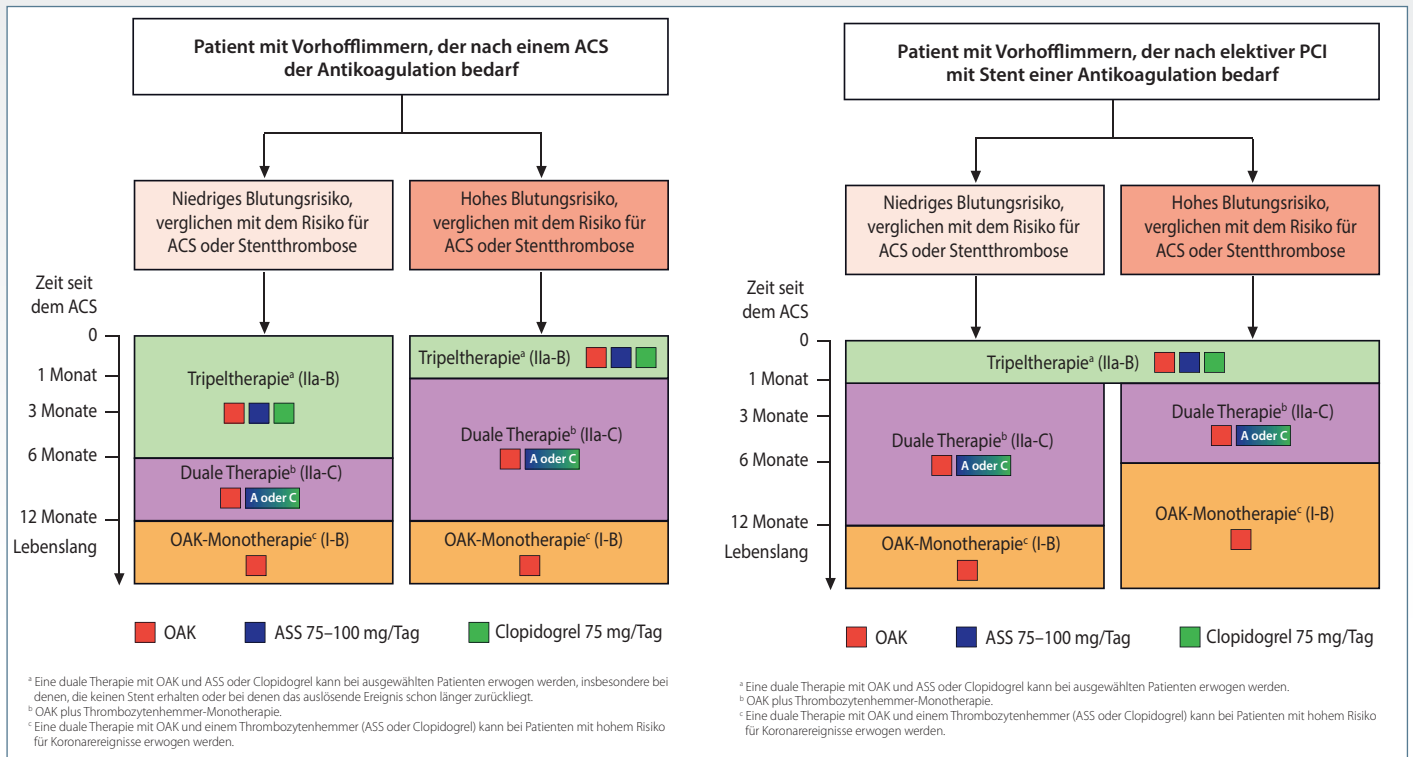 Patient mit Vorhofflimmern, der nach einem ACS
der Antikoagulation bedarf
Niedriges Blutungsrisiko,
verglichen mit dem Risiko für
ACS oder Stentthrombose
Hohes Blutungsrisiko,
verglichen mit dem Risiko für
ACS oder Stentthrombose
Zeit seit
dem ACS
0
1 Monat
3 Monate
6 Monate
12 Monate
Lebenslang
Tripeltherapieᵃ (IIa-B)
Duale Therapieᵇ (IIa-C)
A oder C
OAK-Monotherapieᶜ (I-B)
Tripeltherapieᵃ (IIa-B)
Duale Therapieᵇ (IIa-C)
A oder C
OAK-Monotherapieᶜ (I-B)
OAK
ASS 75–100 mg/Tag
Clopidogrel 75 mg/Tag
ᵃ Eine duale Therapie mit OAK und ASS oder Clopidogrel kann bei ausgewählten Patienten erwogen werden, insbesondere bei
denen, die keinen Stent erhalten oder bei denen das auslösende Ereignis schon länger zurückliegt.
ᵇ OAK plus Thrombozytenhemmer-Monotherapie.
ᶜ Eine duale Therapie mit OAK und einem Thrombozytenhemmer (ASS oder Clopidogrel) kann bei Patienten mit hohem Risiko
für Koronarereignisse erwogen werden.
Patient mit Vorhofflimmern, der nach elektiver PCI
mit Stent einer Antikoagulation bedarf
Niedriges Blutungsrisiko,
verglichen mit dem Risiko für
ACS oder Stentthrombose
Hohes Blutungsrisiko,
verglichen mit dem Risiko für
ACS oder Stentthrombose
Zeit seit
dem ACS
0
1 Monat
3 Monate
6 Monate
12 Monate
Lebenslang
Tripeltherapieᵃ (IIa-B)
Duale Therapieᵇ (IIa-C)
A oder C
OAK-Monotherapieᶜ (I-B)
Duale Therapieᵇ (IIa-C)
A oder C
OAK-Monotherapieᶜ (I-B)
OAK
ASS 75–100 mg/Tag
Clopidogrel 75 mg/Tag
ᵃ Eine duale Therapie mit OAK und ASS oder Clopidogrel kann bei ausgewählten Patienten erwogen werden.
ᵇ OAK plus Thrombozytenhemmer-Monotherapie.
ᶜ Eine duale Therapie mit OAK und einem Thrombozytenhemmer (ASS oder Clopidogrel) kann bei Patienten mit hohem Risiko
für Koronarereignisse erwogen werden.